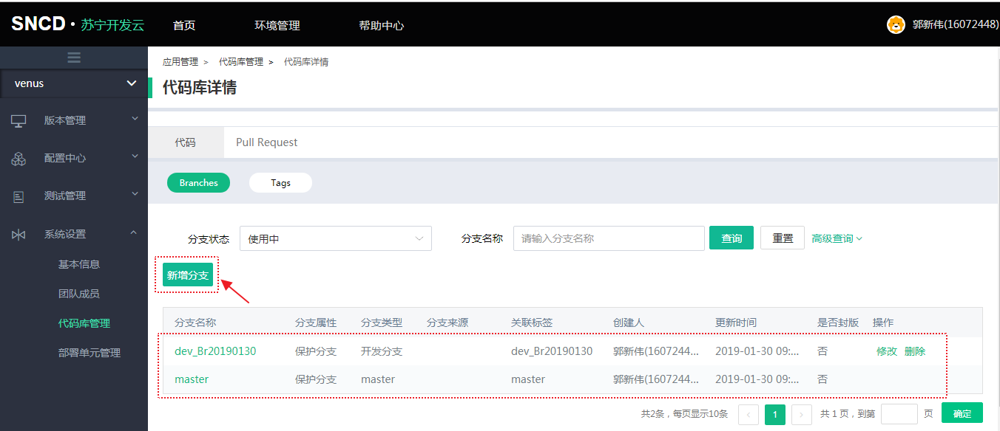 SNCD · 苏宁开发云 首页 环境管理 帮助中心 郭新伟(16072448)
venus
版本管理
配置中心
测试管理
系统设置
基本信息
团队成员
代码库管理
部署单元管理
应用管理 > 代码库管理 > 代码库详情
代码库详情
代码 Pull Request
Branches Tags
分支状态 使用中 分支名称 请输入分支名称 查询 重置 高级查询
新增分支
分支名称 分支属性 分支类型 分支来源 关联标签 创建人 更新时间 是否封版 操作
dev_Br20190130 保护分支 开发分支 dev_Br20190130 郭新伟(1607244... 2019-01-30 09:... 否 修改 删除
master 保护分支 master master 郭新伟(1607244... 2019-01-30 09:... 否
共2条，每页显示10条 < 1 > 共 1 页，到第 页 确定